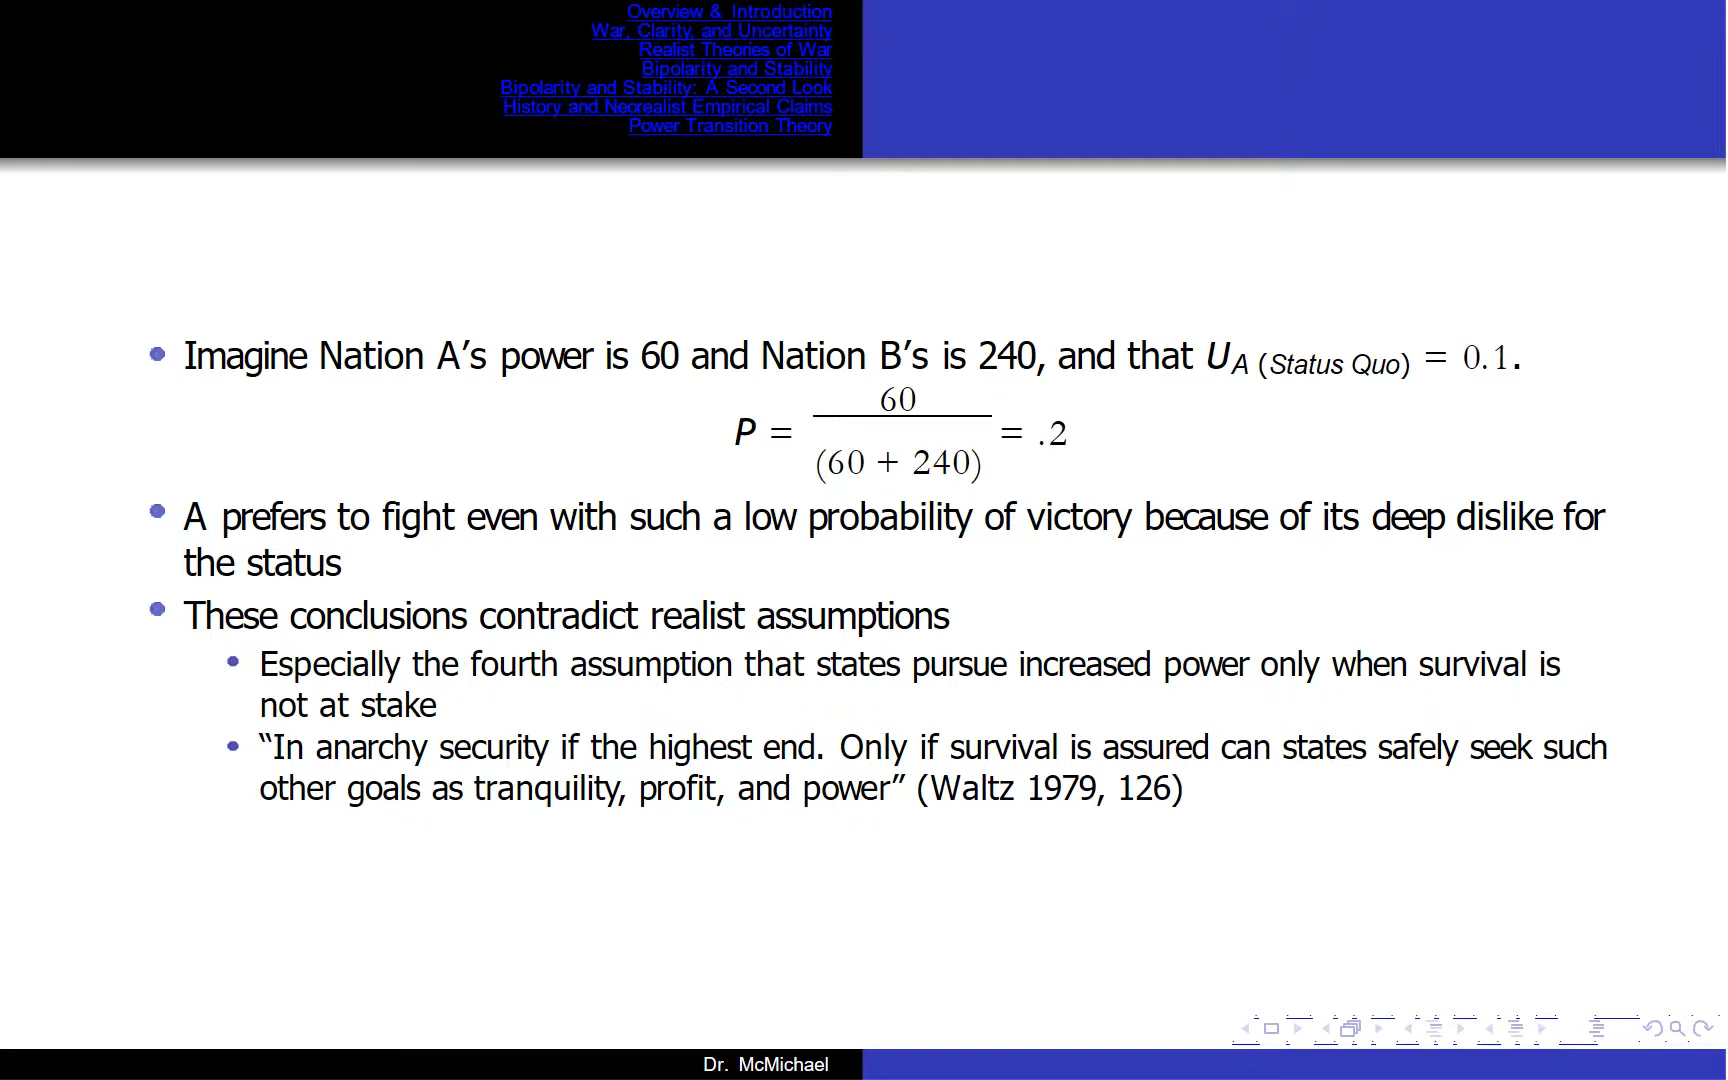 Overview & Introduction
War, Clarity, and Uncertainty
Realist Theories of War
Bipolarity and Stability
Bipolarity and Stability: A Second Look
History and Neorealist Empirical Claims
Power Transition Theory
Imagine Nation A’s power is 60 and Nation B’s is 240, and that U_A (Status Quo) = 0.1.
P = 60 / (60 + 240) = .2
A prefers to fight even with such a low probability of victory because of its deep dislike for
the status
These conclusions contradict realist assumptions
Especially the fourth assumption that states pursue increased power only when survival is
not at stake
“In anarchy security if the highest end. Only if survival is assured can states safely seek such
other goals as tranquility, profit, and power” (Waltz 1979, 126)
Dr. McMichael